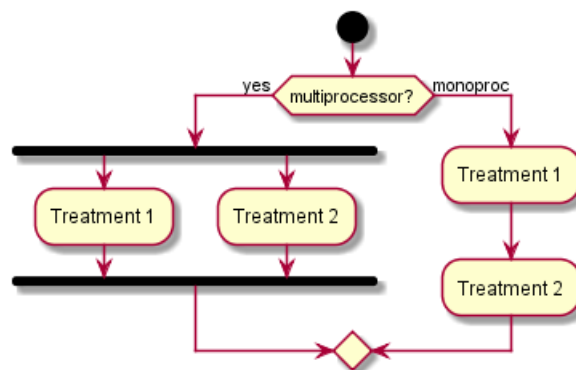 yes
multiprocessor?
monoproc
Treatment 1
Treatment 2
Treatment 1
Treatment 2